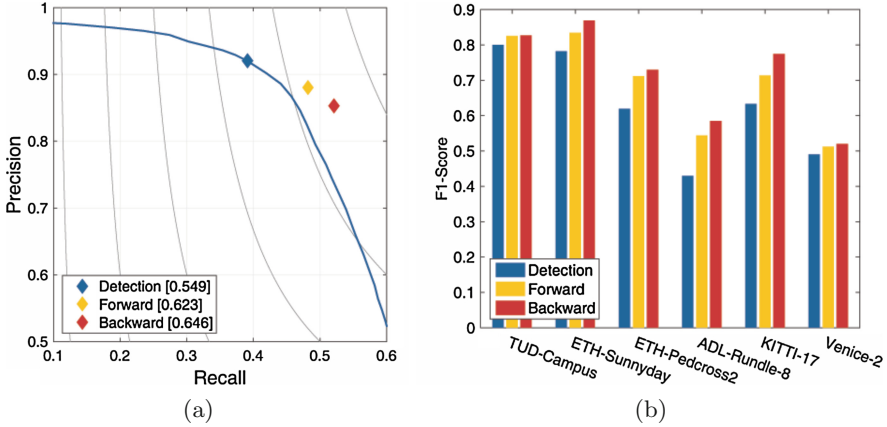 1
0.9
0.8
0.7
0.6
0.5
Precision
0.1
0.2
0.3
0.4
0.5
0.6
Recall
Detection [0.549]
Forward [0.623]
Backward [0.646]
(a)
0.9
0.8
0.7
0.6
0.5
0.4
0.3
0.2
0.1
0
F1-Score
Detection
Forward
Backward
TUD-Campus
ETH-Sunnyday
ETH-Pedcross2
ADL-Rundle-8
KITTI-17
Venice-2
(b)